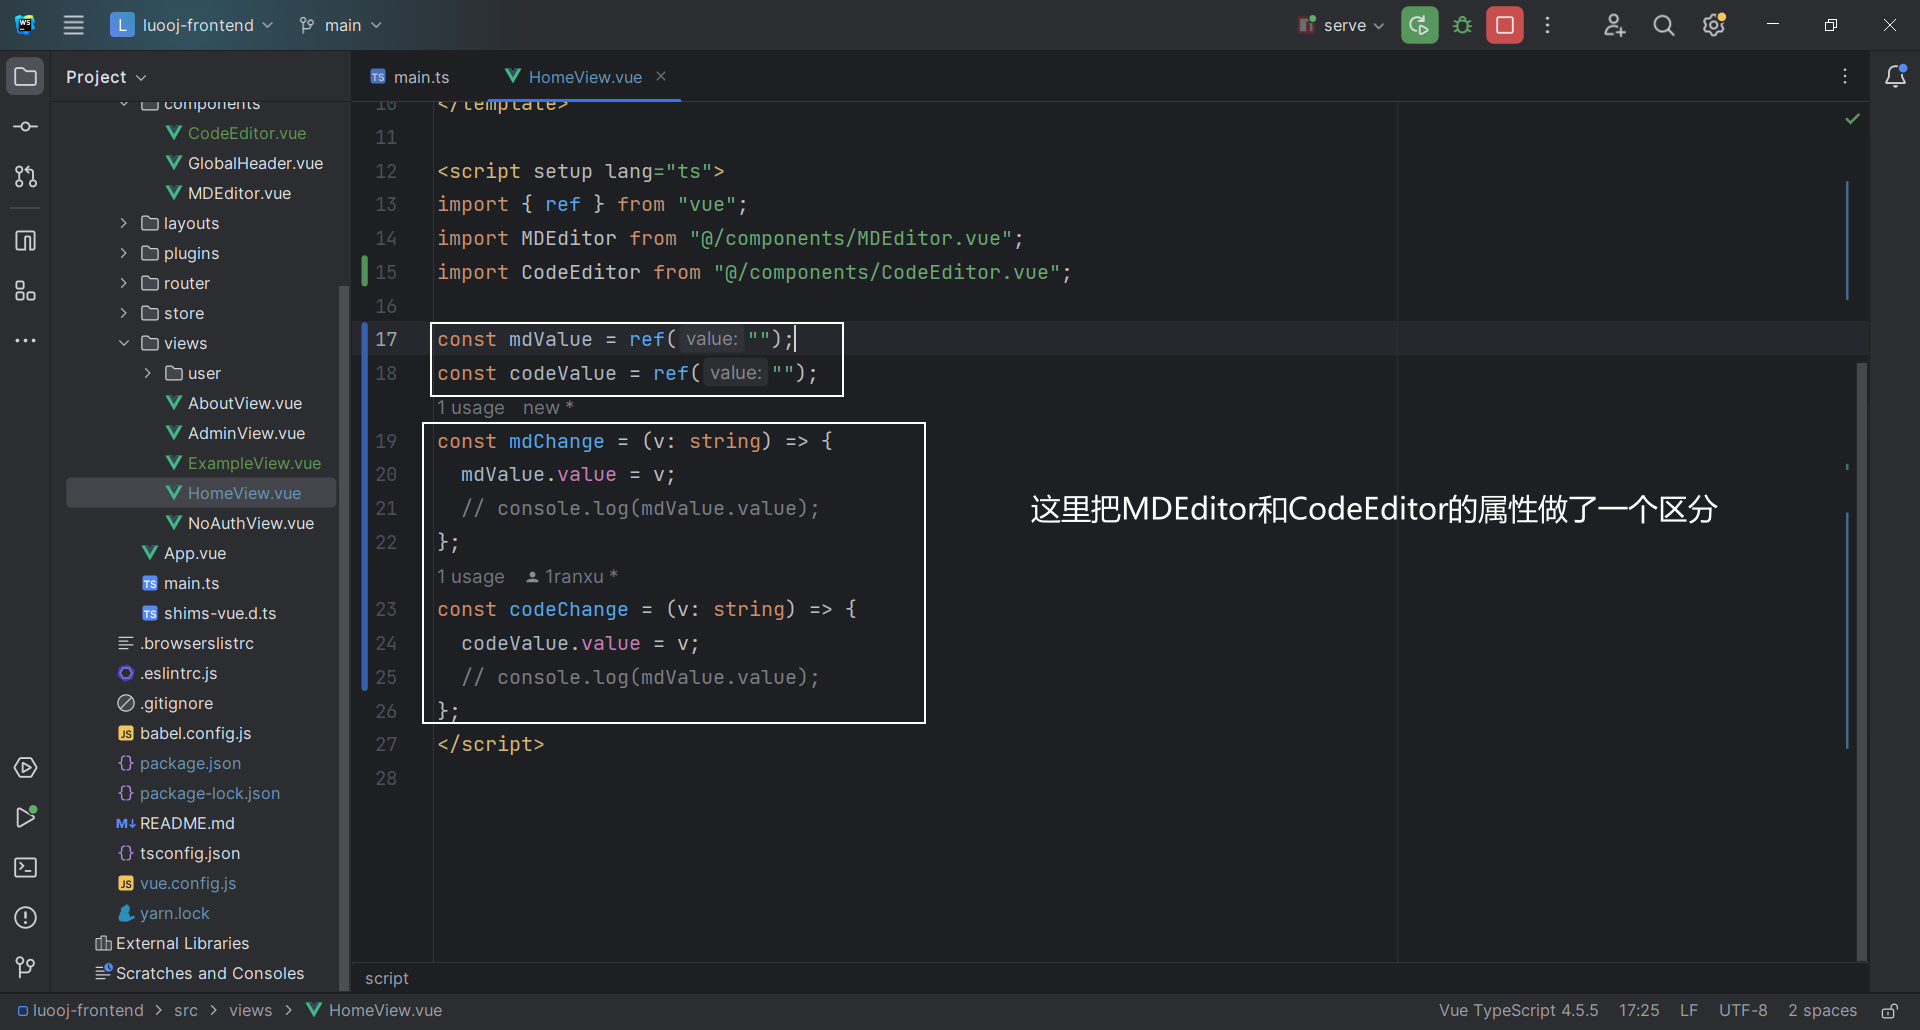 L luooj-frontend main serve
Project
main.ts HomeView.vue
components
CodeEditor.vue
GlobalHeader.vue
MDEditor.vue
layouts
plugins
router
store
views
user
AboutView.vue
AdminView.vue
ExampleView.vue
HomeView.vue
NoAuthView.vue
App.vue
TS main.ts
TS shims-vue.d.ts
.browserslistrc
.eslintrc.js
.gitignore
JS babel.config.js
{} package.json
{} package-lock.json
M↓ README.md
{} tsconfig.json
JS vue.config.js
yarn.lock
External Libraries
Scratches and Consoles
10 </template>
11
12 <script setup lang="ts">
13 import { ref } from "vue";
14 import MDEditor from "@/components/MDEditor.vue";
15 import CodeEditor from "@/components/CodeEditor.vue";
16
17 const mdValue = ref( value: "");
18 const codeValue = ref( value: "");
1 usage new *
19 const mdChange = (v: string) => {
20 mdValue.value = v;
21 // console.log(mdValue.value);
22 };
1 usage 1ranxu *
23 const codeChange = (v: string) => {
24 codeValue.value = v;
25 // console.log(mdValue.value);
26 };
27 </script>
28
这里把MDEditor和CodeEditor的属性做了一个区分
script
luooj-frontend > src > views > HomeView.vue
Vue TypeScript 4.5.5 17:25 LF UTF-8 2 spaces